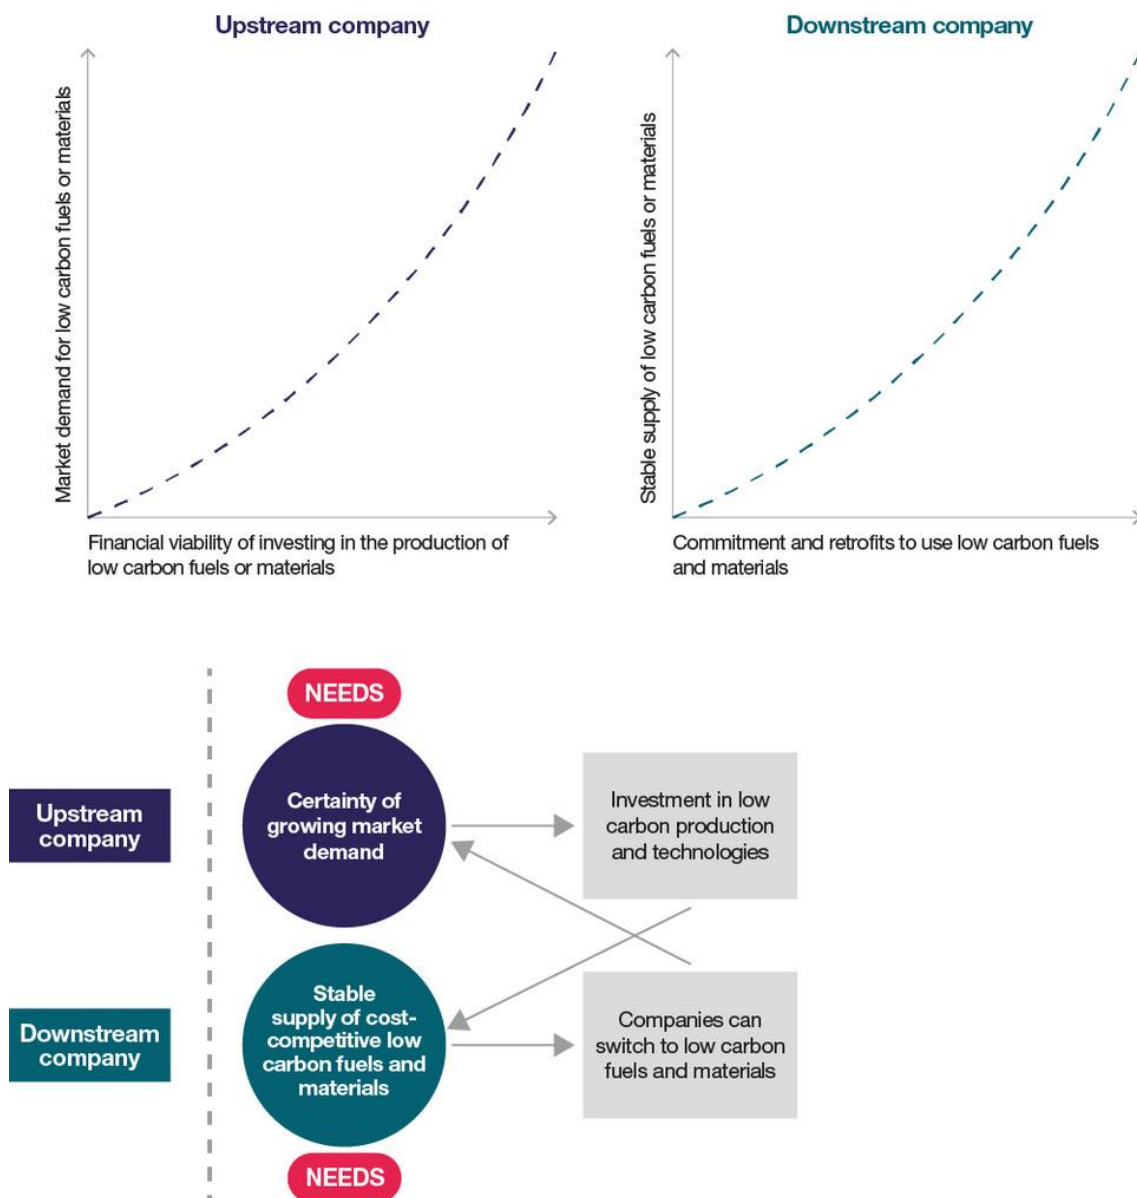 Upstream company
Market demand for low carbon fuels or materials
Financial viability of investing in the production of
low carbon fuels or materials
Downstream company
Stable supply of low carbon fuels or materials
Commitment and retrofits to use low carbon fuels
and materials
NEEDS
Upstream
company
Certainty of
growing market
demand
Investment in low
carbon production
and technologies
Downstream
company
Stable
supply of cost-
competitive low
carbon fuels and
materials
Companies can
switch to low carbon
fuels and materials
NEEDS